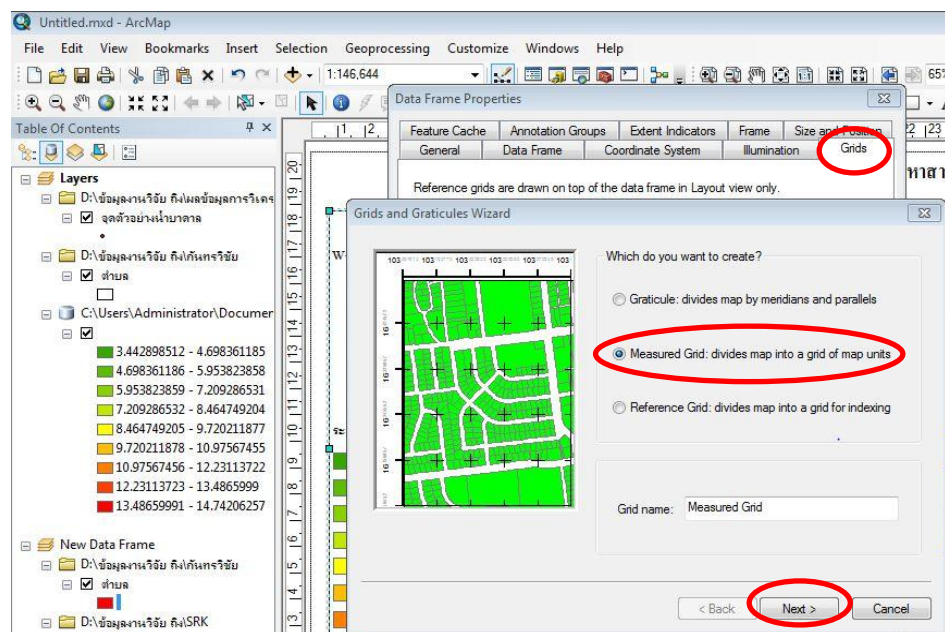 Untitled.mxd - ArcMap
File Edit View Bookmarks Insert Selection Geoprocessing Customize Windows Help
1:146,644
65%
Data Frame Properties
Table Of Contents
Feature Cache Annotation Groups Extent Indicators Frame Size and Position
General Data Frame Coordinate System Illumination Grids
Reference grids are drawn on top of the data frame in Layout view only.
Layers
D:\ข้อมูลงานวิจัย กิ่ง\ผลข้อมูลการวิเคร
จุดตัวอย่างน้ำบาดาล
D:\ข้อมูลงานวิจัย กิ่ง\กันทรวิชัย
ตำบล
C:\Users\Administrator\Documer
3.442898512 - 4.698361185
4.698361186 - 5.953823858
5.953823859 - 7.209286531
7.209286532 - 8.464749204
8.464749205 - 9.720211877
9.720211878 - 10.97567455
10.97567456 - 12.23113722
12.23113723 - 13.4865999
13.48659991 - 14.74206257
New Data Frame
D:\ข้อมูลงานวิจัย กิ่ง\กันทรวิชัย
ตำบล
D:\ข้อมูลงานวิจัย กิ่ง\SRK
Grids and Graticules Wizard
103 103 103 103 103
16
16
16
Which do you want to create?
Graticule: divides map by meridians and parallels
Measured Grid: divides map into a grid of map units
Reference Grid: divides map into a grid for indexing
Grid name: Measured Grid
< Back Next > Cancel